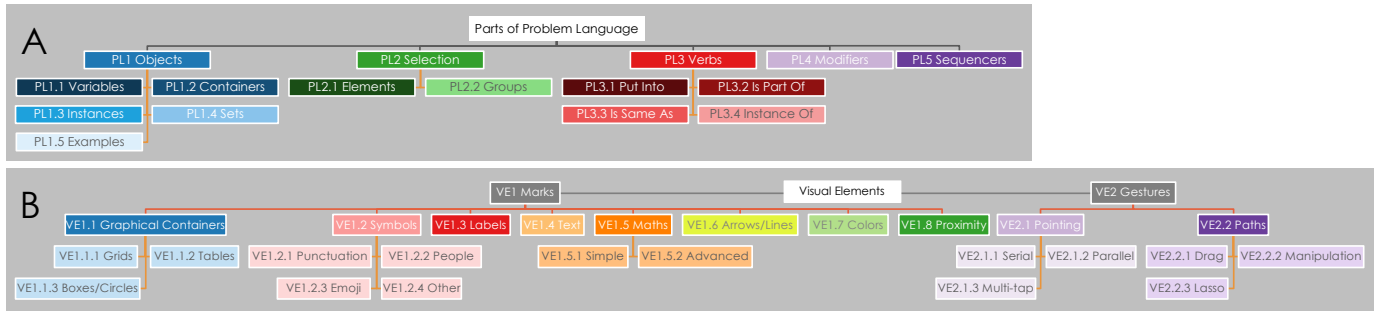 A
Parts of Problem Language
PL1 Objects PL2 Selection PL3 Verbs PL4 Modifiers PL5 Sequencers
PL1.1 Variables PL1.2 Containers PL2.1 Elements PL2.2 Groups PL3.1 Put Into PL3.2 Is Part Of
PL1.3 Instances PL1.4 Sets PL3.3 Is Same As PL3.4 Instance Of
PL1.5 Examples
B
VE1 Marks Visual Elements VE2 Gestures
VE1.1 Graphical Containers VE1.2 Symbols VE1.3 Labels VE1.4 Text VE1.5 Maths VE1.6 Arrows/Lines VE1.7 Colors VE1.8 Proximity VE2.1 Pointing VE2.2 Paths
VE1.1.1 Grids VE1.1.2 Tables VE1.2.1 Punctuation VE1.2.2 People VE1.5.1 Simple VE1.5.2 Advanced VE2.1.1 Serial VE2.1.2 Parallel VE2.2.1 Drag VE2.2.2 Manipulation
VE1.1.3 Boxes/Circles VE1.2.3 Emoji VE1.2.4 Other VE2.1.3 Multi-tap VE2.2.3 Lasso